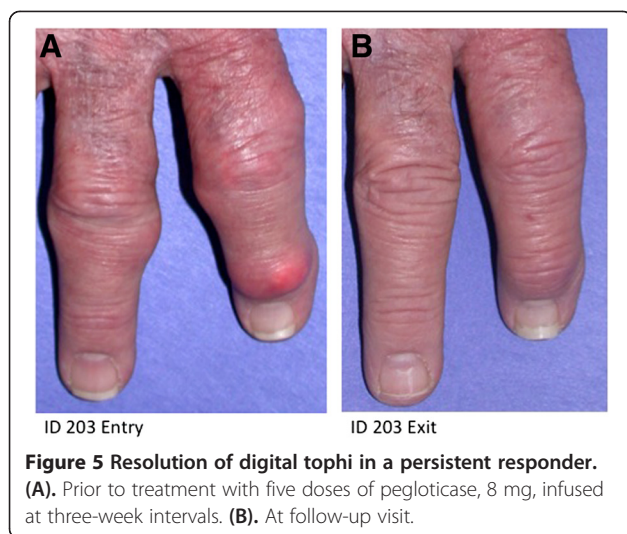 A B
ID 203 Entry ID 203 Exit
Figure 5 Resolution of digital tophi in a persistent responder.
(A). Prior to treatment with five doses of pegloticase, 8 mg, infused
at three-week intervals. (B). At follow-up visit.